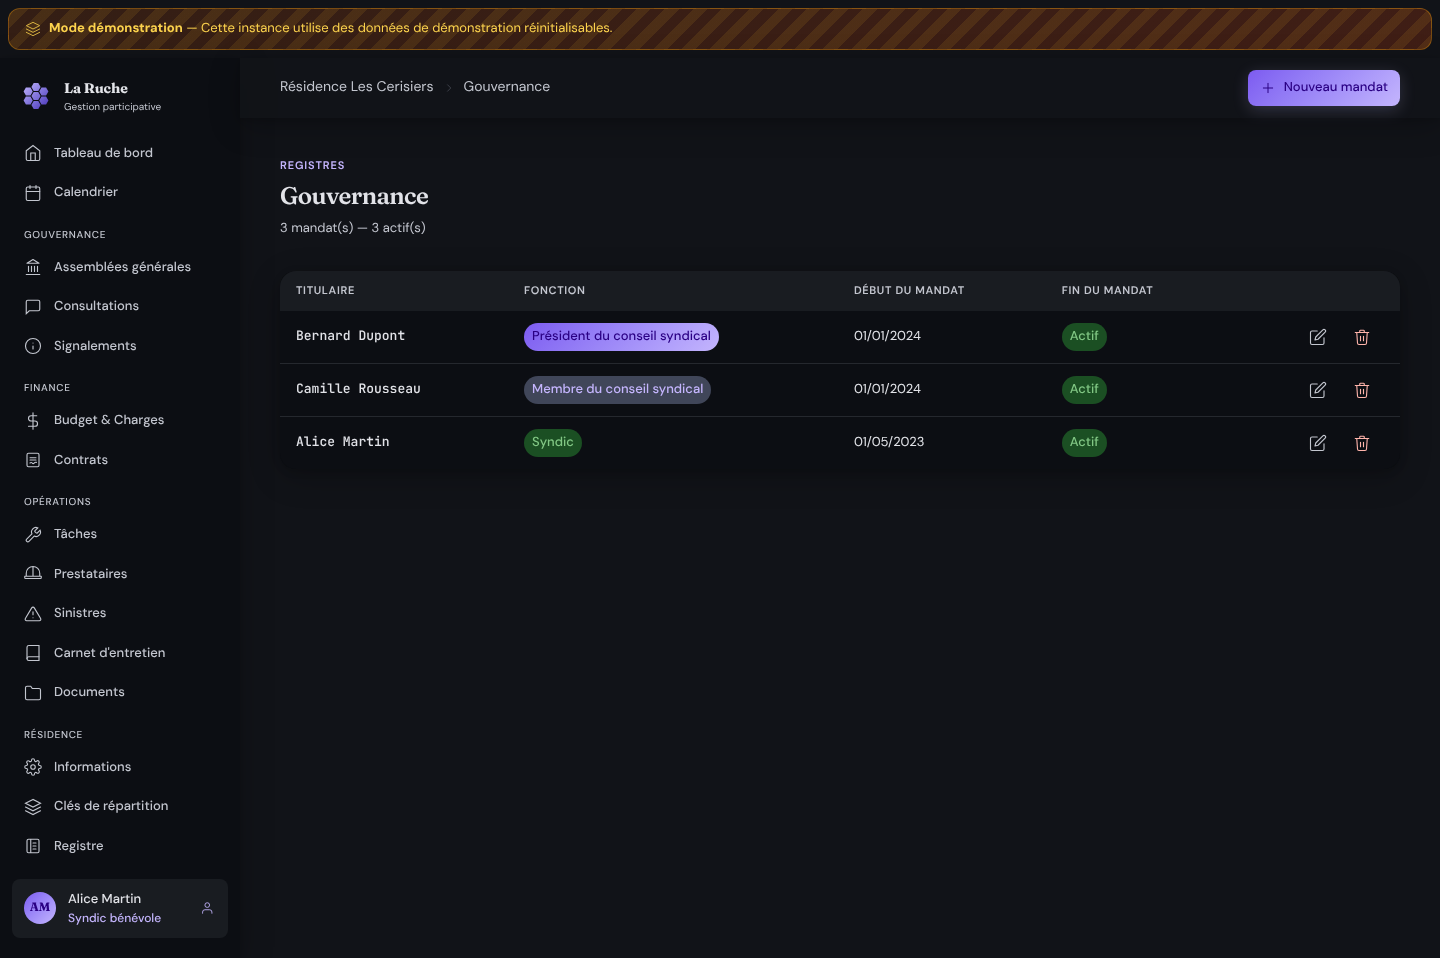 Mode démonstration — Cette instance utilise des données de démonstration réinitialisables.
La Ruche
Gestion participative
Tableau de bord
Calendrier
GOUVERNANCE
Assemblées générales
Consultations
Signalements
FINANCE
Budget & Charges
Contrats
OPÉRATIONS
Tâches
Prestataires
Sinistres
Carnet d'entretien
Documents
RÉSIDENCE
Informations
Clés de répartition
Registre
AM
Alice Martin
Syndic bénévole
Résidence Les Cerisiers > Gouvernance
Nouveau mandat
REGISTRES
Gouvernance
3 mandat(s) — 3 actif(s)
TITULAIRE FONCTION DÉBUT DU MANDAT FIN DU MANDAT
Bernard Dupont Président du conseil syndical 01/01/2024 Actif
Camille Rousseau Membre du conseil syndical 01/01/2024 Actif
Alice Martin Syndic 01/05/2023 Actif